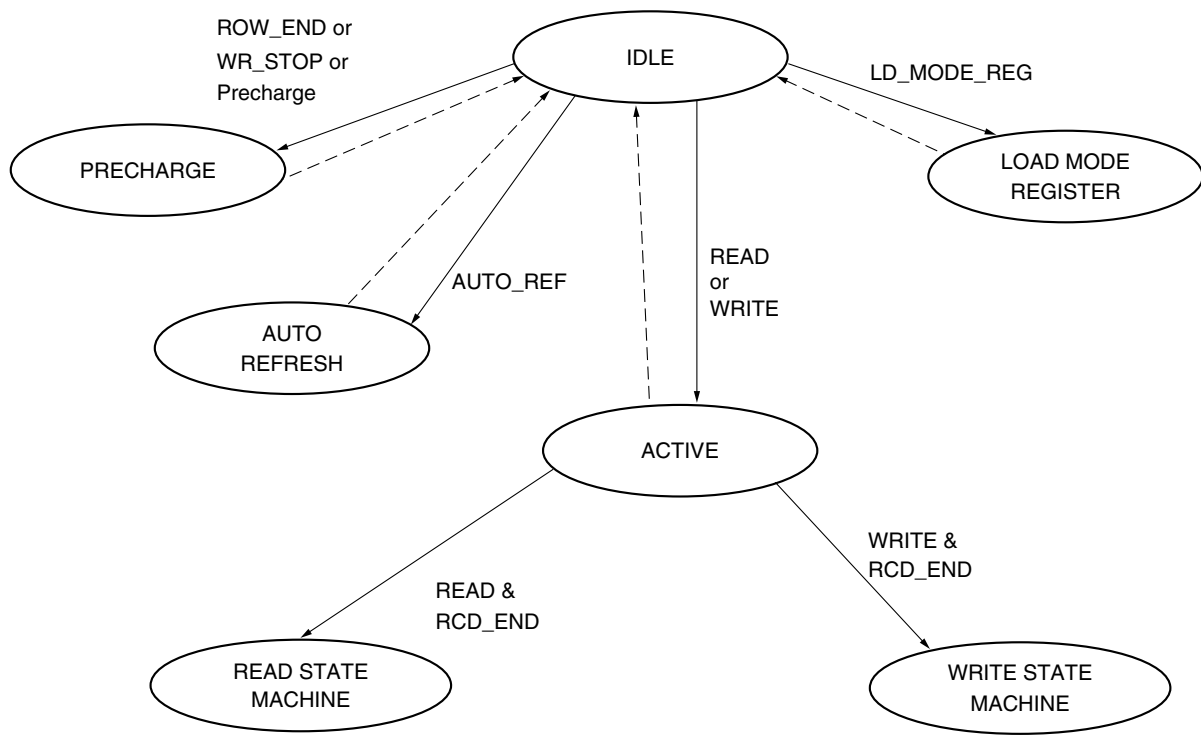 ROW_END or
WR_STOP or
Precharge
IDLE
LD_MODE_REG
PRECHARGE
LOAD MODE
REGISTER
AUTO_REF
READ
or
WRITE
AUTO
REFRESH
ACTIVE
WRITE &
RCD_END
READ &
RCD_END
READ STATE
MACHINE
WRITE STATE
MACHINE